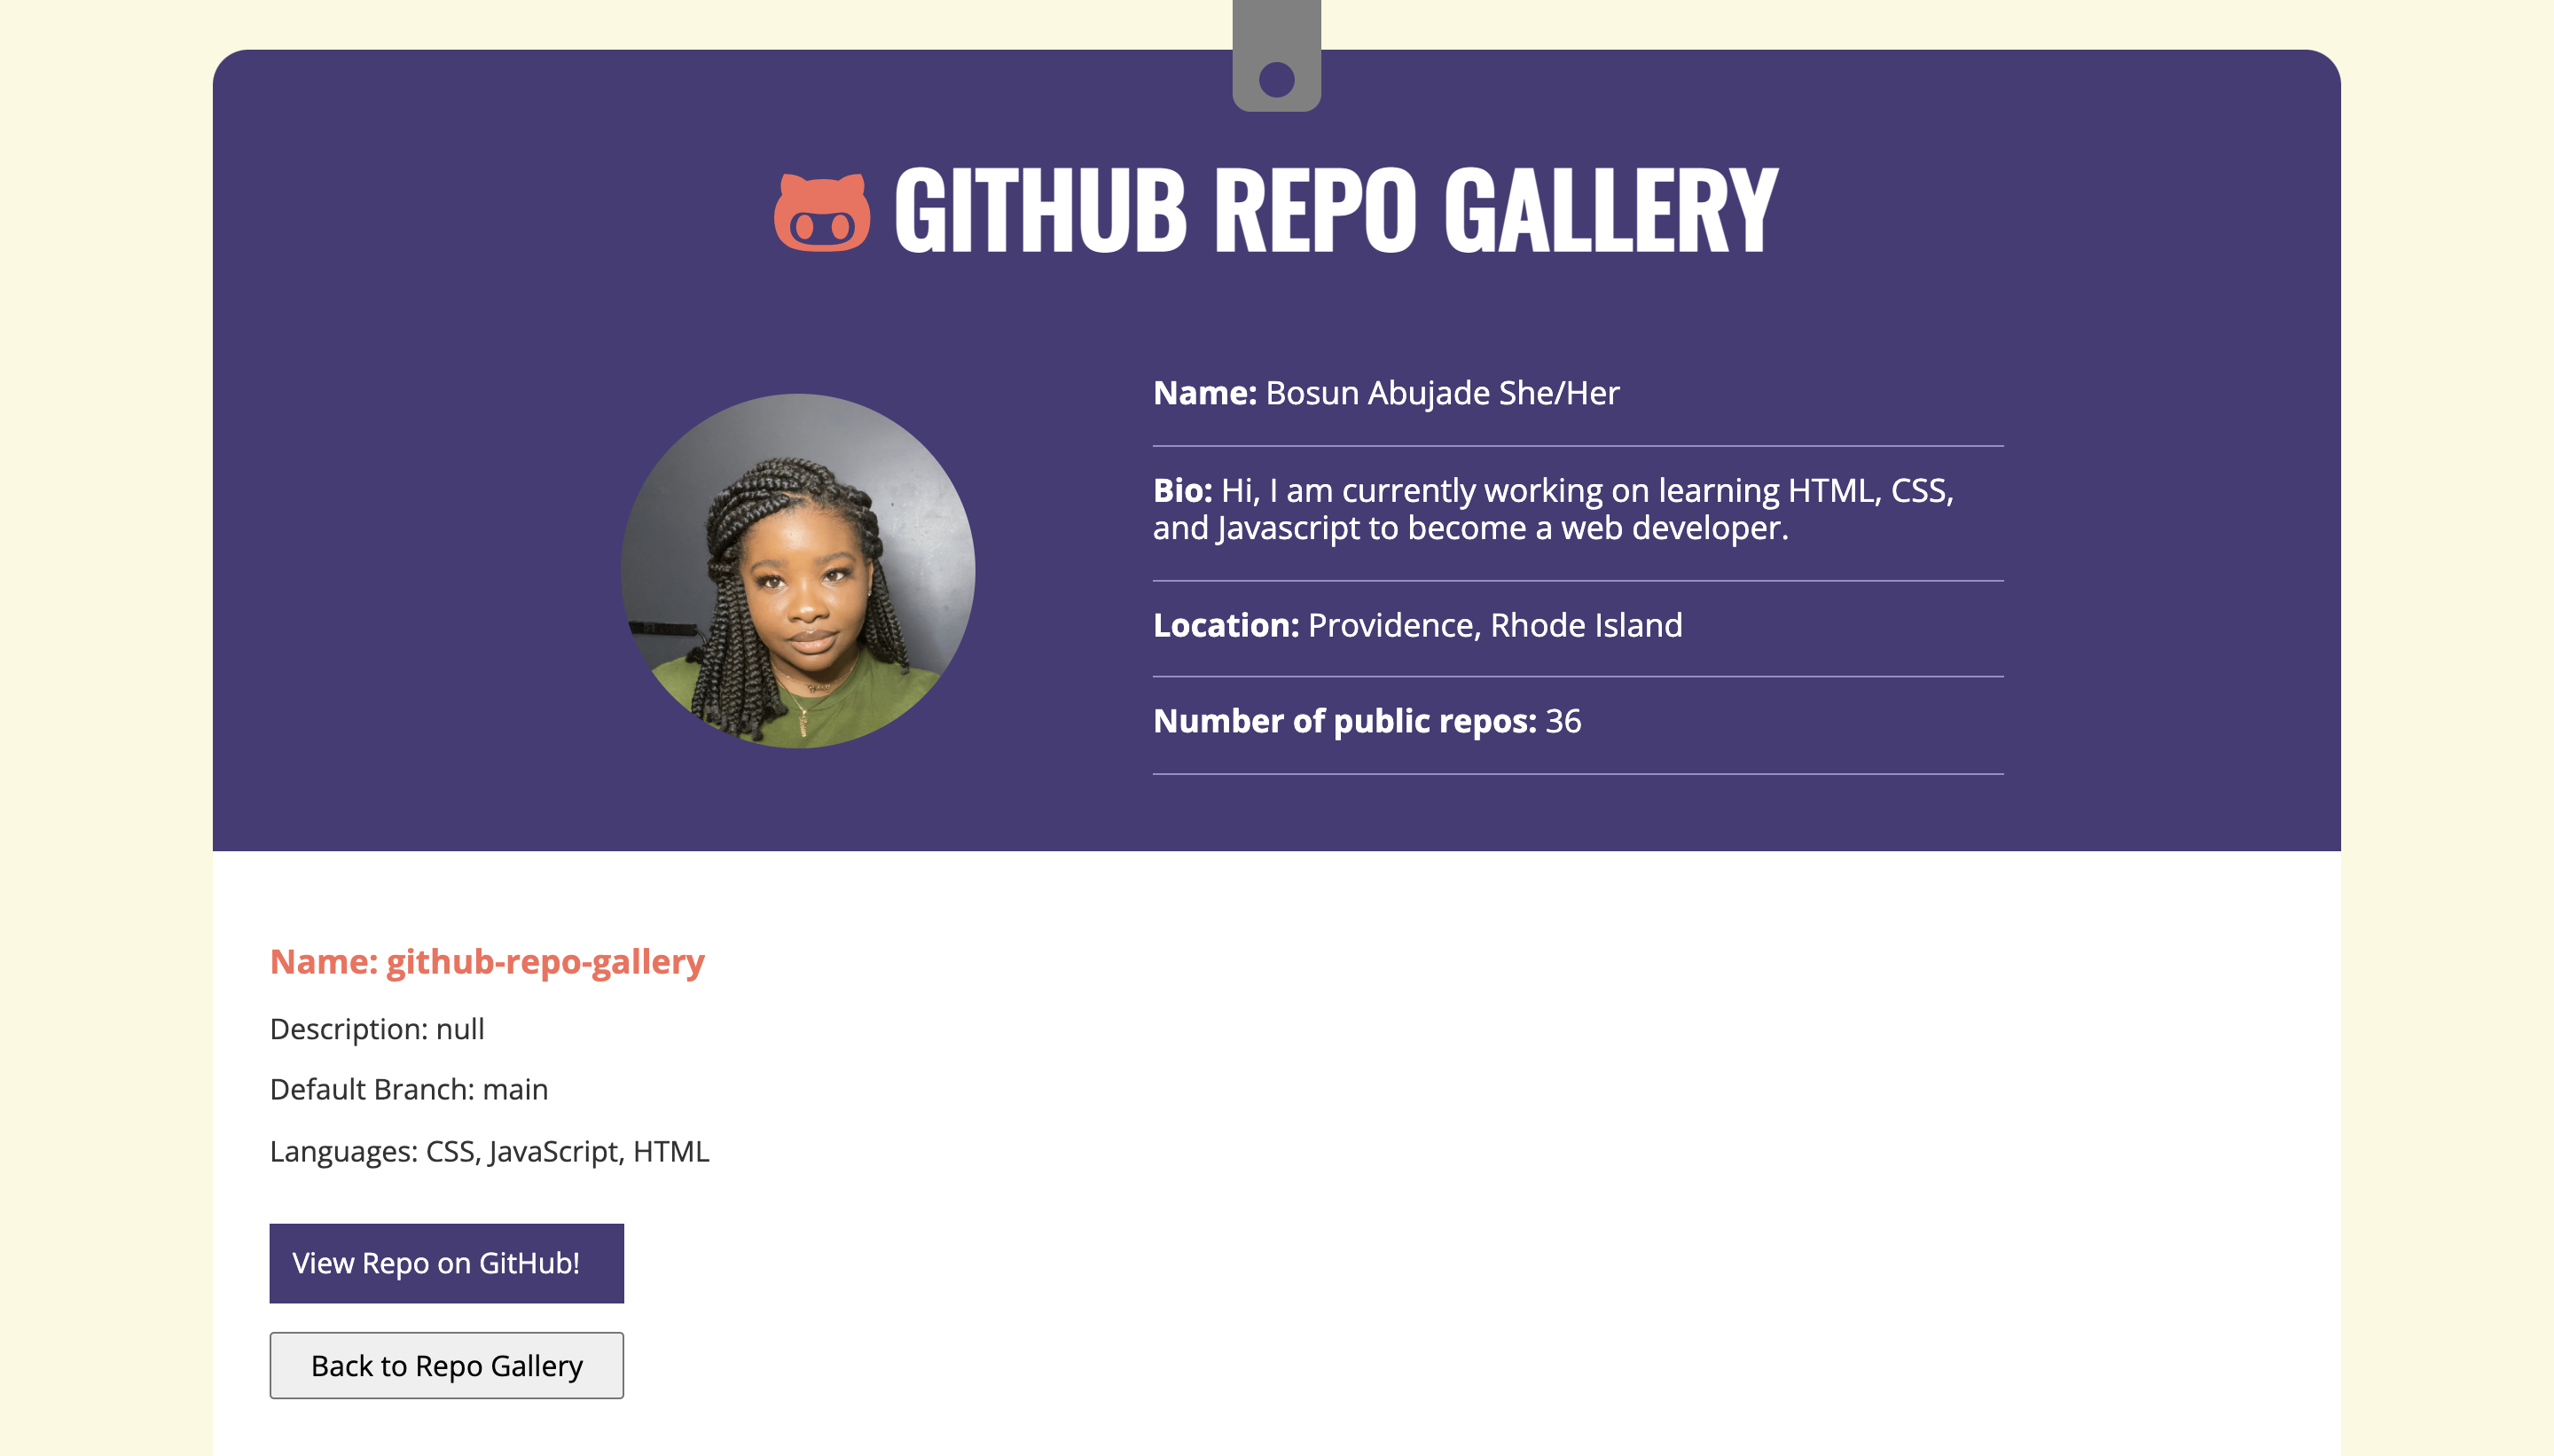 GITHUB REPO GALLERY
Name: Bosun Abujade She/Her
Bio: Hi, I am currently working on learning HTML, CSS,
and Javascript to become a web developer.
Location: Providence, Rhode Island
Number of public repos: 36
Name: github-repo-gallery
Description: null
Default Branch: main
Languages: CSS, JavaScript, HTML
View Repo on GitHub!
Back to Repo Gallery